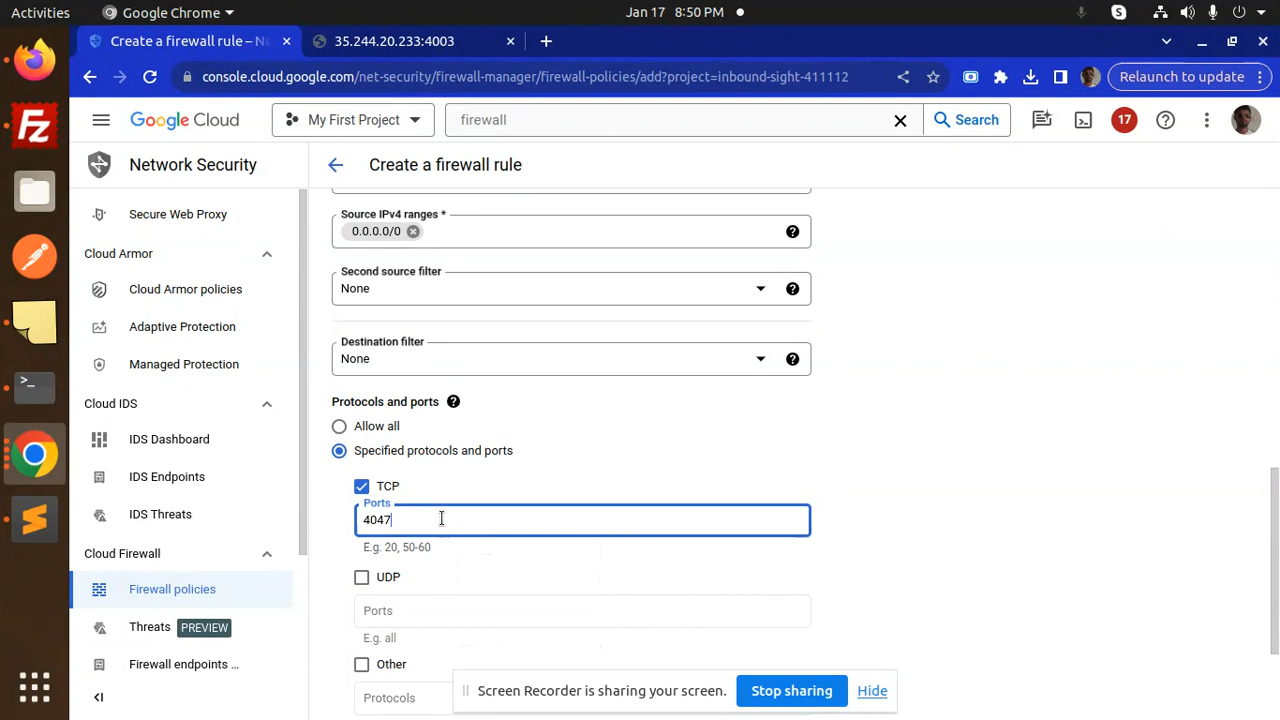 Activities
Google Chrome
Jan 17 8:50 PM
Create a firewall rule – Ne
35.244.20.233:4003
console.cloud.google.com/net-security/firewall-manager/firewall-policies/add?project=inbound-sight-411112
Relaunch to update
Google Cloud
My First Project
firewall
Search
17
Network Security
Create a firewall rule
Secure Web Proxy
Cloud Armor
Cloud Armor policies
Adaptive Protection
Managed Protection
Cloud IDS
IDS Dashboard
IDS Endpoints
IDS Threats
Cloud Firewall
Firewall policies
Threats PREVIEW
Firewall endpoints ...
Source IPv4 ranges *
0.0.0.0/0
Second source filter
None
Destination filter
None
Protocols and ports
Allow all
Specified protocols and ports
TCP
Ports
4047
E.g. 20, 50-60
UDP
Ports
E.g. all
Other
Protocols
Screen Recorder is sharing your screen.
Stop sharing
Hide